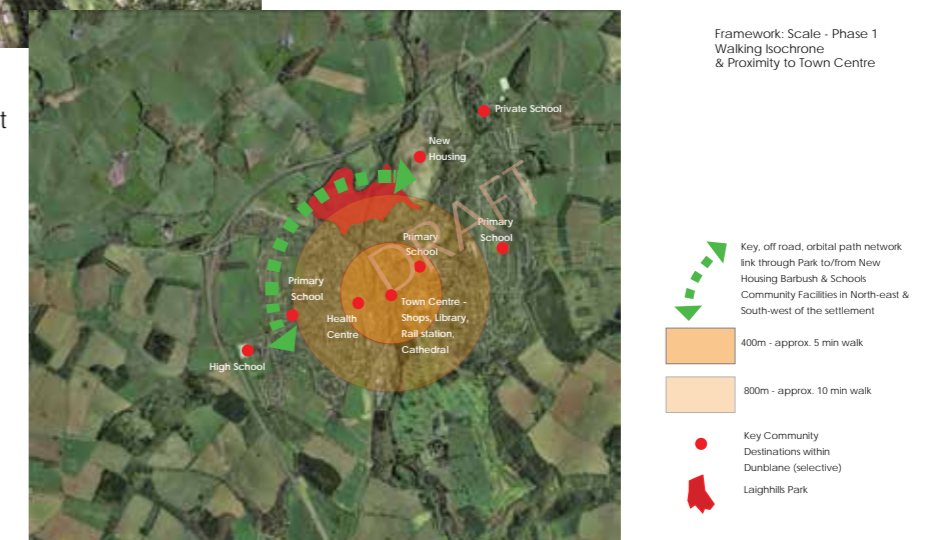 Framework: Scale - Phase 1
Walking Isochrone
& Proximity to Town Centre
t
Private School
New
Housing
DRAFT
Primary
School
Primary
School
Primary
School
Town Centre -
Shops, Library,
Rail station,
Cathedral
Health
Centre
High School
Key, off road, orbital path network
link through Park to/from New
Housing Barbush & Schools
Community Facilities in North-east &
South-west of the settlement
400m - approx. 5 min walk
800m - approx. 10 min walk
Key Community
Destinations within
Dunblane (selective)
Laighhills Park